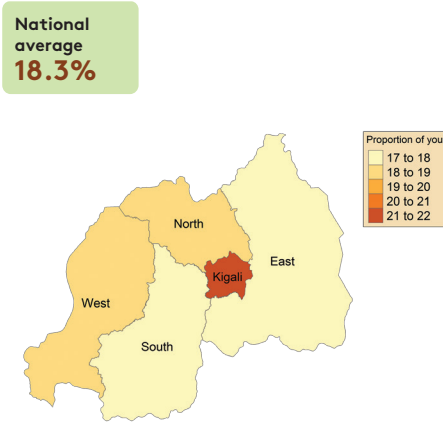 National
average
18.3%
Proportion of you
17 to 18
18 to 19
19 to 20
20 to 21
21 to 22
North
Kigali
East
West
South